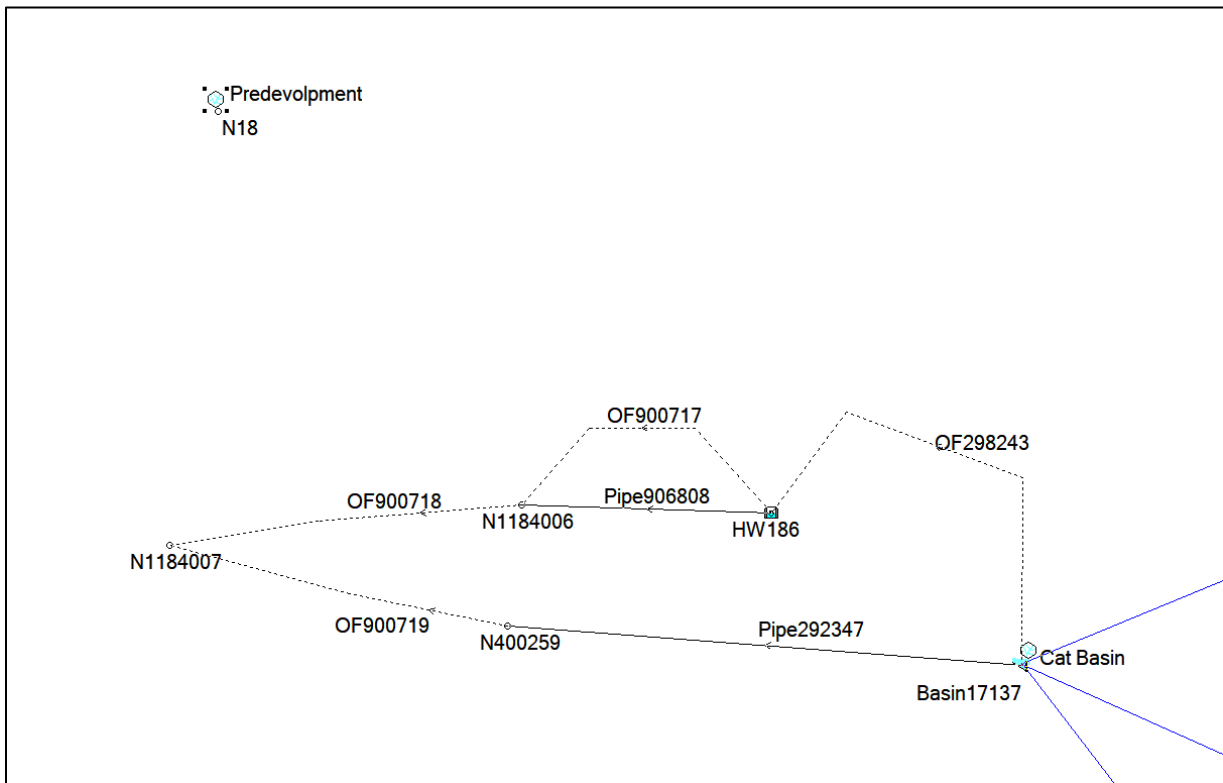 Predevolpment
N18
OF900717
OF298243
OF900718
Pipe906808
N1184006
HW186
N1184007
OF900719
N400259
Pipe292347
Cat Basin
Basin17137